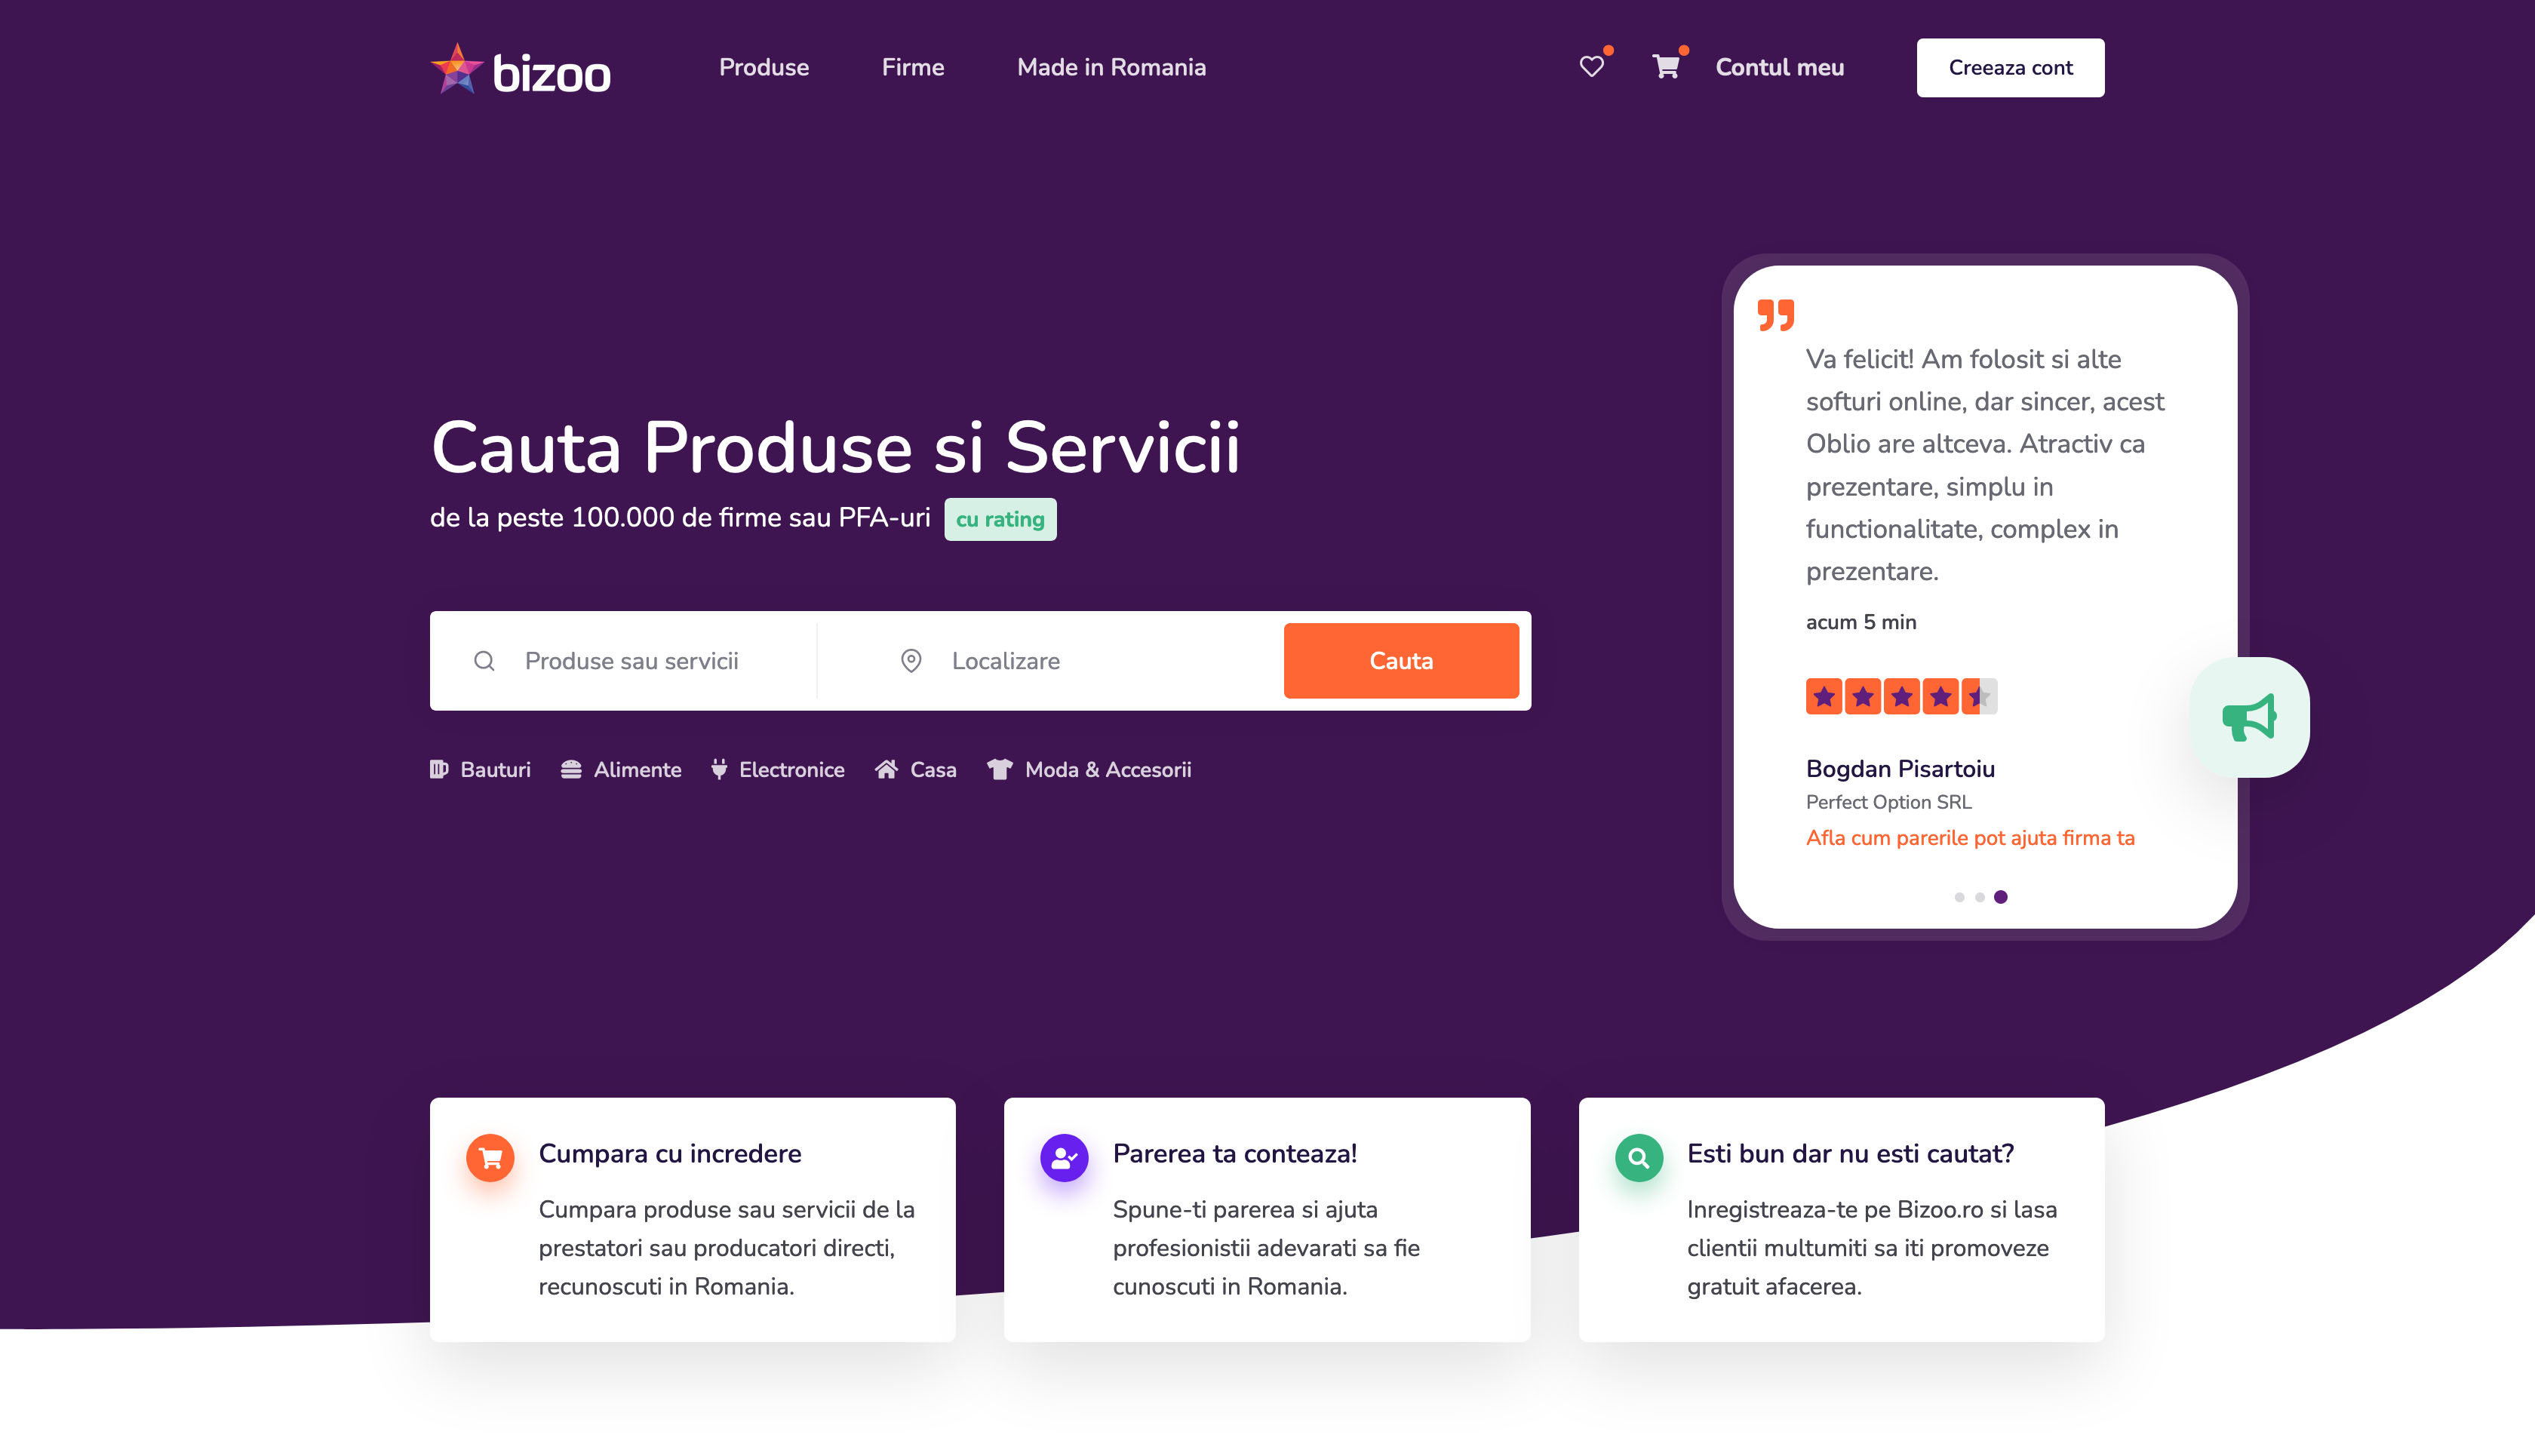 bizoo
Produse
Firme
Made in Romania
Contul meu
Creeaza cont
Cauta Produse si Servicii
de la peste 100.000 de firme sau PFA-uri cu rating
Produse sau servicii
Localizare
Cauta
Bauturi
Alimente
Electronice
Casa
Moda & Accesorii
Va felicit! Am folosit si alte
softuri online, dar sincer, acest
Oblio are altceva. Atractiv ca
prezentare, simplu in
functionalitate, complex in
prezentare.
acum 5 min
Bogdan Pisartoiu
Perfect Option SRL
Afla cum parerile pot ajuta firma ta
Cumpara cu incredere
Cumpara produse sau servicii de la
prestatori sau producatori directi,
recunoscuti in Romania.
Parerea ta conteaza!
Spune-ti parerea si ajuta
profesionistii adevarati sa fie
cunoscuti in Romania.
Esti bun dar nu esti cautat?
Inregistreaza-te pe Bizoo.ro si lasa
clientii multumiti sa iti promoveze
gratuit afacerea.